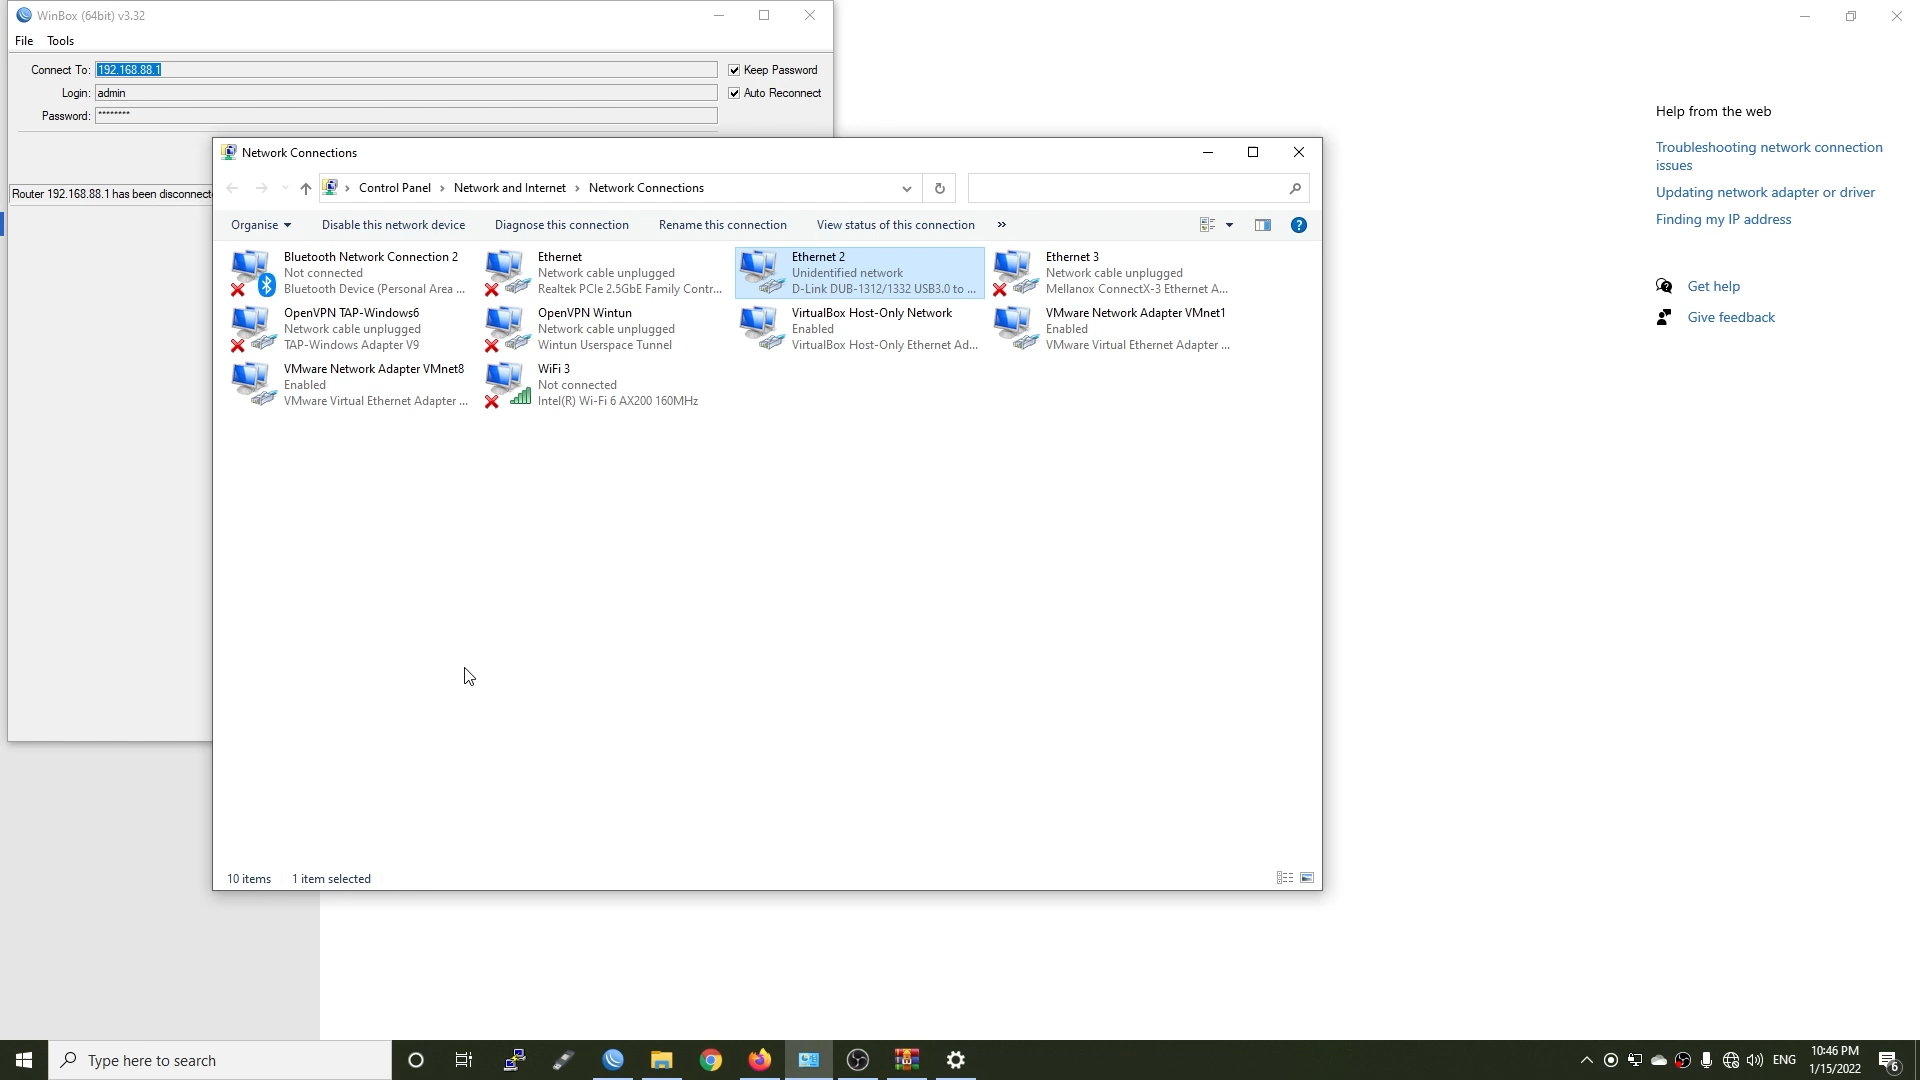 WinBox (64bit) v3.32
File Tools
Connect To: 192.168.88.1
Keep Password
Login: admin
Auto Reconnect
Password: ********
Router 192.168.88.1 has been disconnect
Network Connections
Control Panel › Network and Internet › Network Connections
Organise Disable this network device Diagnose this connection Rename this connection View status of this connection »
Bluetooth Network Connection 2
Not connected
Bluetooth Device (Personal Area ...
Ethernet
Network cable unplugged
Realtek PCIe 2.5GbE Family Contr...
Ethernet 2
Unidentified network
D-Link DUB-1312/1332 USB3.0 to ...
Ethernet 3
Network cable unplugged
Mellanox ConnectX-3 Ethernet A...
OpenVPN TAP-Windows6
Network cable unplugged
TAP-Windows Adapter V9
OpenVPN Wintun
Network cable unplugged
Wintun Userspace Tunnel
VirtualBox Host-Only Network
Enabled
VirtualBox Host-Only Ethernet Ad...
VMware Network Adapter VMnet1
Enabled
VMware Virtual Ethernet Adapter ...
VMware Network Adapter VMnet8
Enabled
VMware Virtual Ethernet Adapter ...
WiFi 3
Not connected
Intel(R) Wi-Fi 6 AX200 160MHz
10 items 1 item selected
Help from the web
Troubleshooting network connection
issues
Updating network adapter or driver
Finding my IP address
Get help
Give feedback
Type here to search
ENG
10:46 PM
1/15/2022
6